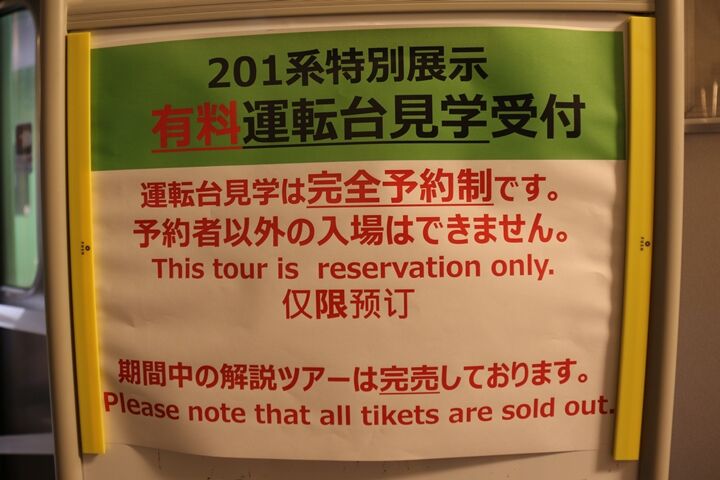 201系特別展示
有料運転台見学受付
運転台見学は完全予約制です。
予約者以外の入場はできません。
This tour is reservation only.
仅限预订
期間中の解説ツアーは完売しております。
Please note that all tikets are sold out.